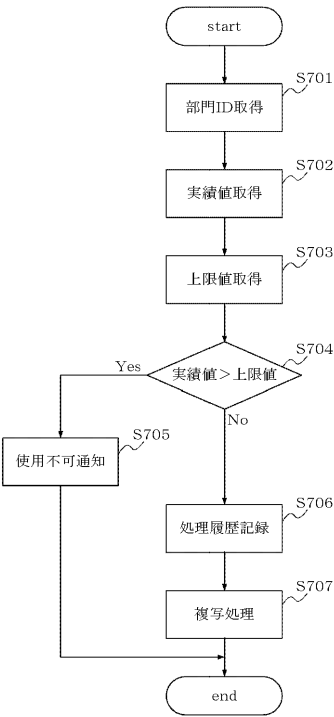 start
S701
部門ID取得
S702
実績値取得
S703
上限値取得
S704
実績値＞上限値
Yes
No
S705
使用不可通知
S706
処理履歴記録
S707
複写処理
end